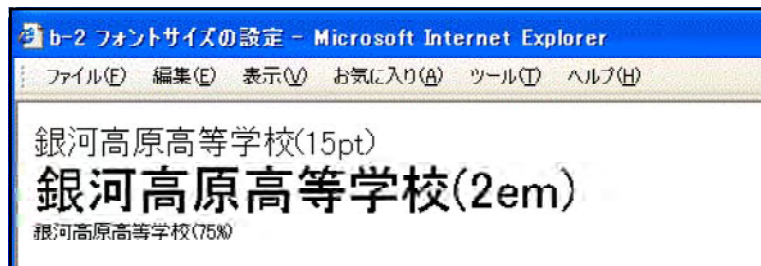 b-2 フォントサイズの設定 - Microsoft Internet Explorer
ファイル(F) 編集(E) 表示(V) お気に入り(A) ツール(T) ヘルプ(H)
銀河高原高等学校(15pt)
銀河高原高等学校(2em)
銀河高原高等学校(75%)